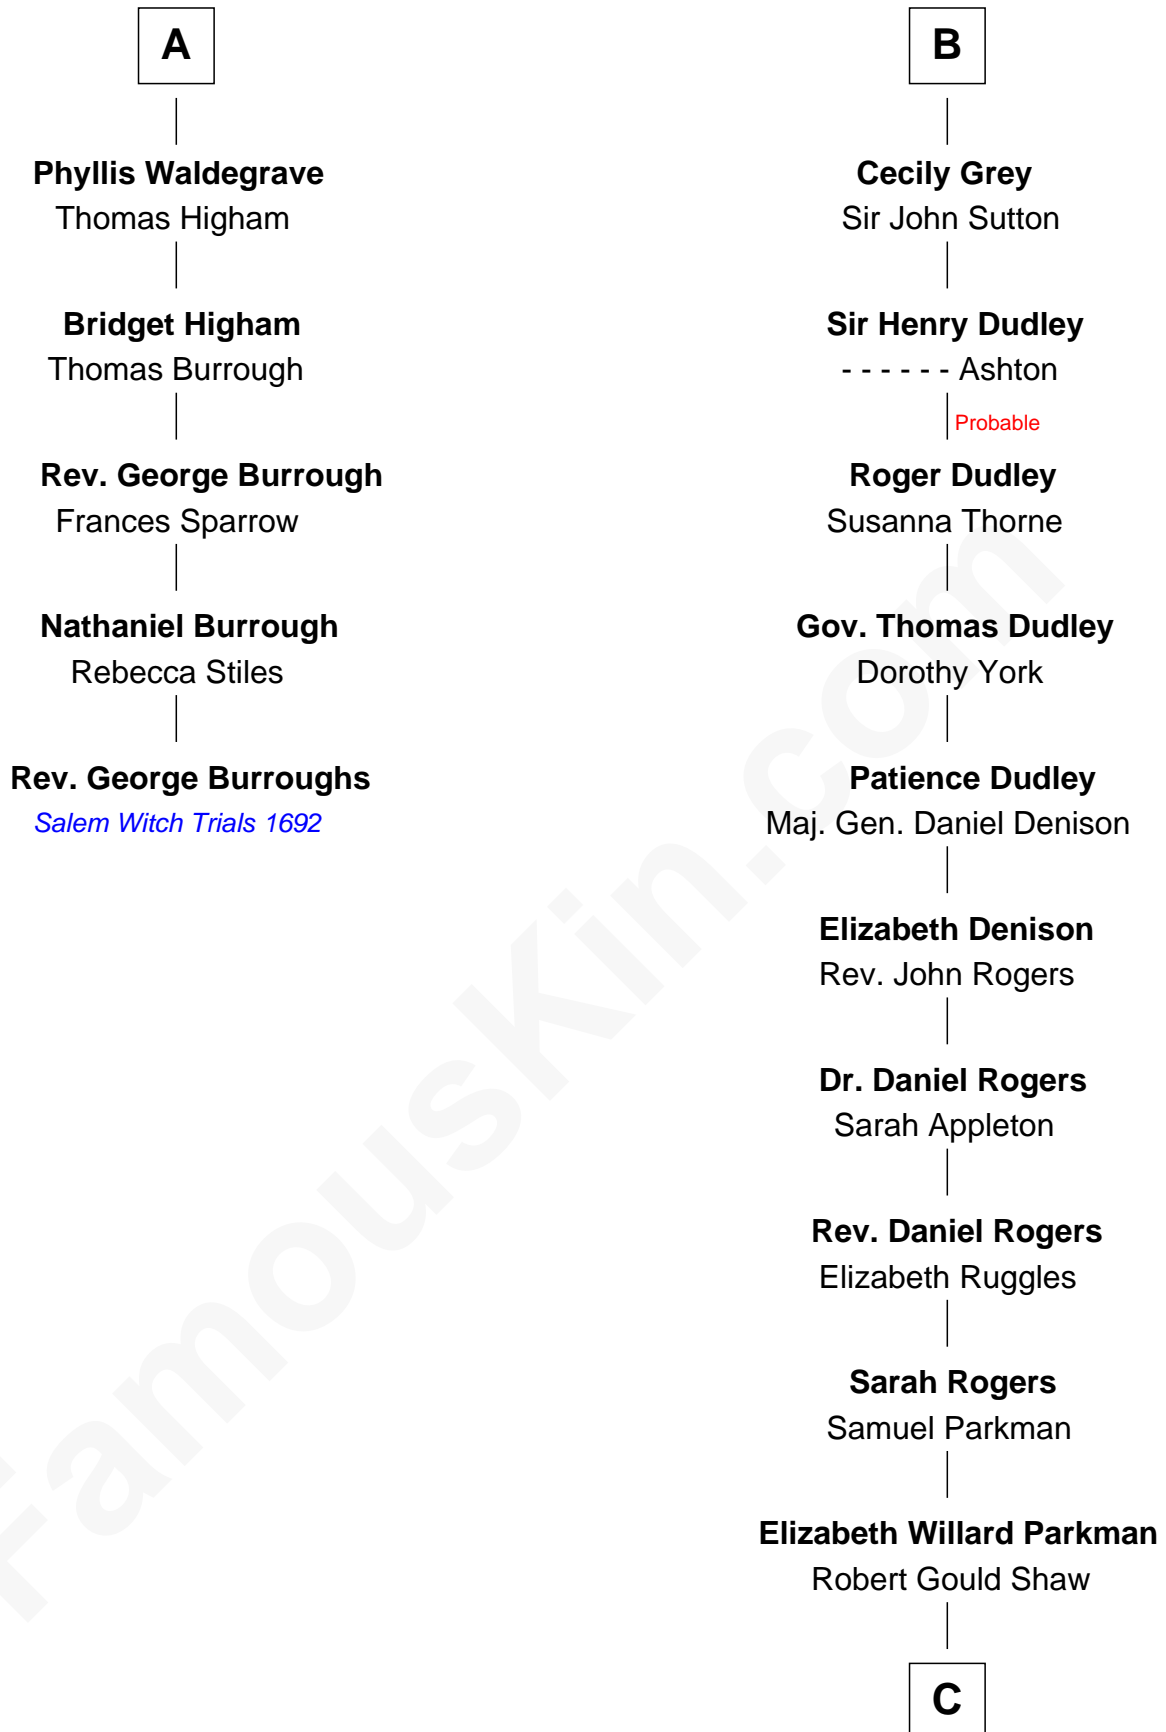 A
Phyllis Waldegrave
Thomas Higham
Bridget Higham
Thomas Burrough
Rev. George Burrough
Frances Sparrow
Nathaniel Burrough
Rebecca Stiles
Rev. George Burroughs
Salem Witch Trials 1692
B
Cecily Grey
Sir John Sutton
Sir Henry Dudley
- - - - - - Ashton
Probable
Roger Dudley
Susanna Thorne
Gov. Thomas Dudley
Dorothy York
Patience Dudley
Maj. Gen. Daniel Denison
Elizabeth Denison
Rev. John Rogers
Dr. Daniel Rogers
Sarah Appleton
Rev. Daniel Rogers
Elizabeth Ruggles
Sarah Rogers
Samuel Parkman
Elizabeth Willard Parkman
Robert Gould Shaw
C
FamousKin.com